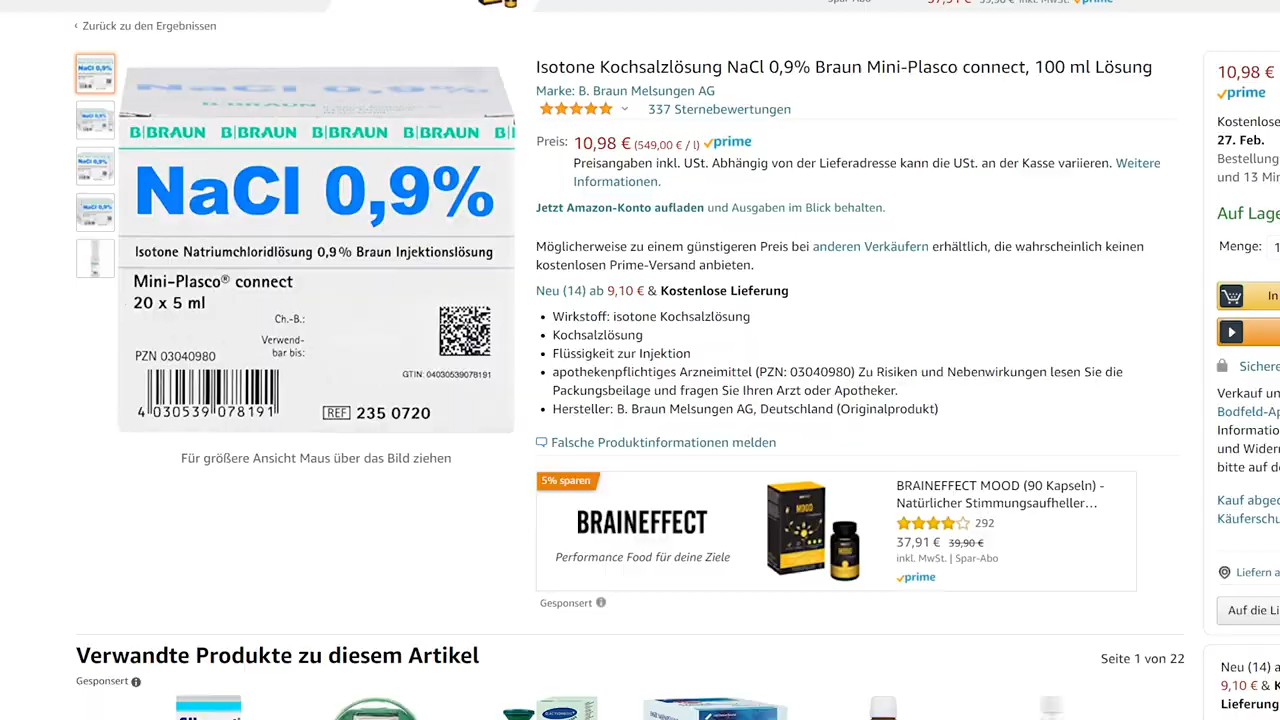 ‹ Zurück zu den Ergebnissen
NaCl 0,9%
B. BRAUN
B|BRAUN B|BRAUN B|BRAUN B|BRAUN
NaCl 0,9%
Isotone Natriumchloridlösung 0,9% Braun Injektionslösung
Mini-Plasco® connect
20 x 5 ml
Ch.-B.:
Verwend-
bar bis:
PZN 03040980
GTIN: 04030539078191
4 030539 078191
REF 235 0720
Für größere Ansicht Maus über das Bild ziehen
Isotone Kochsalzlösung NaCl 0,9% Braun Mini-Plasco connect, 100 ml Lösung
Marke: B. Braun Melsungen AG
337 Sternebewertungen
Preis: 10,98 € (549,00 € / l) prime
Preisangaben inkl. USt. Abhängig von der Lieferadresse kann die USt. an der Kasse variieren. Weitere
Informationen.
Jetzt Amazon-Konto aufladen und Ausgaben im Blick behalten.
Möglicherweise zu einem günstigeren Preis bei anderen Verkäufern erhältlich, die wahrscheinlich keinen
kostenlosen Prime-Versand anbieten.
Neu (14) ab 9,10 € & Kostenlose Lieferung
• Wirkstoff: isotone Kochsalzlösung
• Kochsalzlösung
• Flüssigkeit zur Injektion
• apothekenpflichtiges Arzneimittel (PZN: 03040980) Zu Risiken und Nebenwirkungen lesen Sie die
Packungsbeilage und fragen Sie Ihren Arzt oder Apotheker.
• Hersteller: B. Braun Melsungen AG, Deutschland (Originalprodukt)
Falsche Produktinformationen melden
5% sparen
BRAINEFFECT
Performance Food für deine Ziele
MOOD
MOOD
BRAINEFFECT MOOD (90 Kapseln) -
Natürlicher Stimmungsaufheller…
292
37,91 € 39,90 €
inkl. MwSt. | Spar-Abo
prime
Gesponsert
10,98 €
prime
Kostenlose
27. Feb.
Bestellung
und 13 Min
Auf Lage
Menge: 1
In
Sichere
Verkauf un
Bodfeld-Ap
Informatio
und Widerr
bitte auf d
Kauf abged
Käuferschu
Liefern a
Auf die Li
Neu (14) a
9,10 € & K
Lieferung
Verwandte Produkte zu diesem Artikel
Seite 1 von 22
Gesponsert